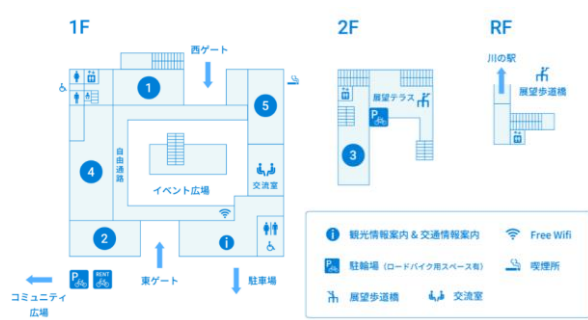 1F
2F
RF
西ゲート
川の駅
展望歩道橋
展望テラス
P
1
5
3
4
自由通路
イベント広場
交流室
2
i
P
RENT
東ゲート
駐車場
コミュニティ
広場
i 観光情報案内 & 交通情報案内
Free Wifi
P 駐輪場（ロードバイク用スペース有）
喫煙所
展望歩道橋
交流室